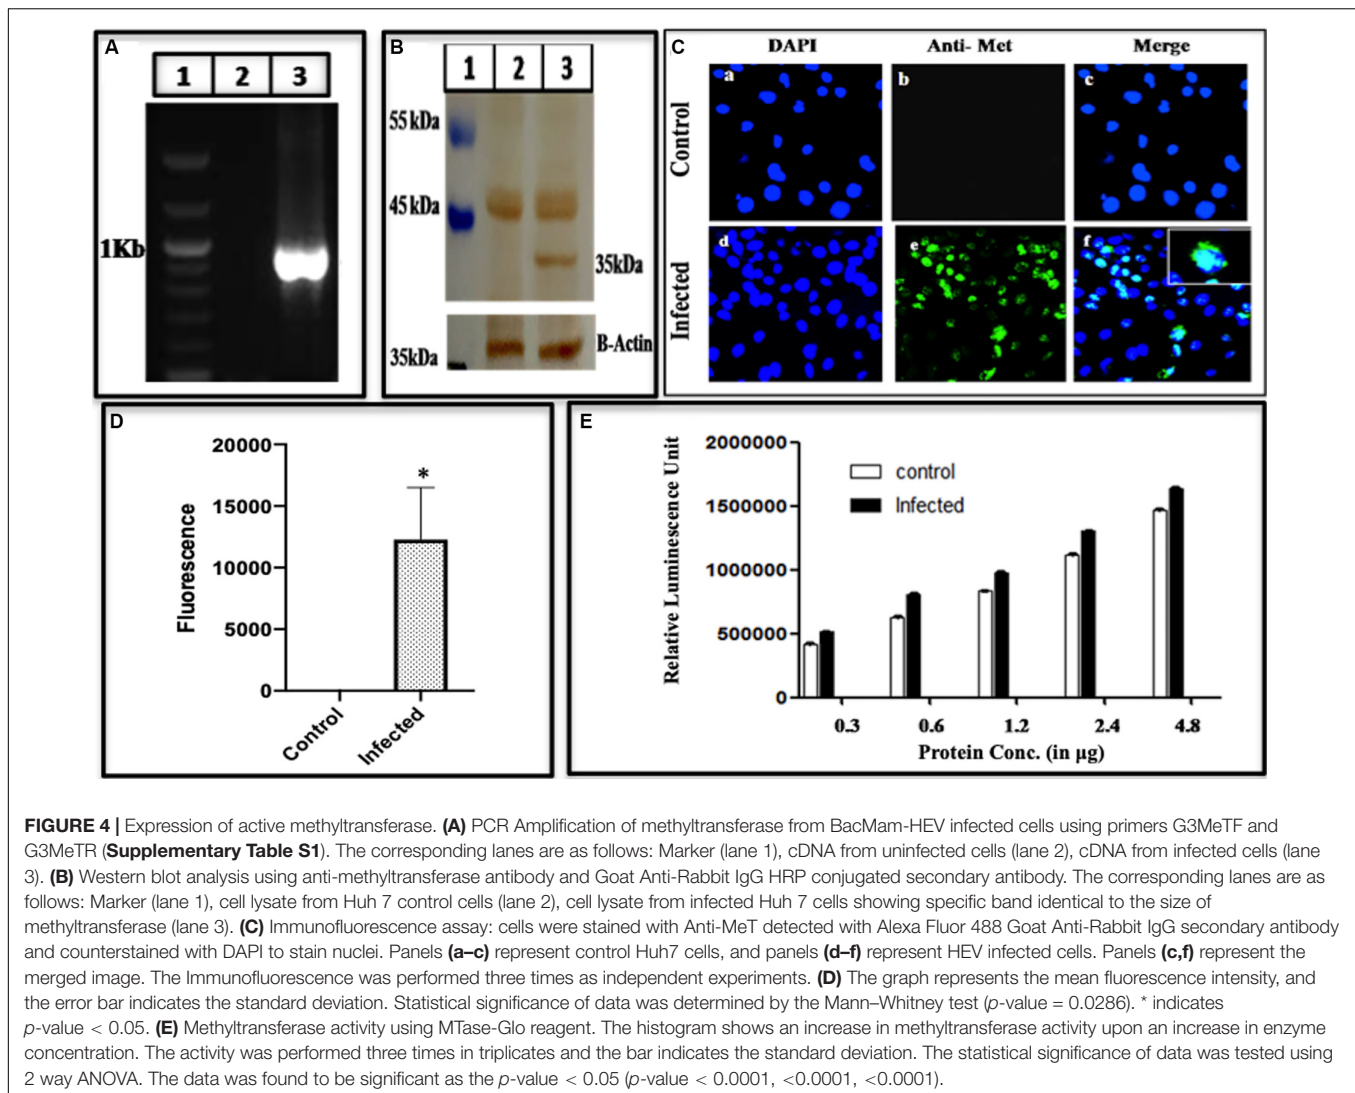 A
1 2 3
1Kb
B
1 2 3
55 kDa
45 kDa
35kDa
35kDa
B-Actin
C
DAPI Anti- Met Merge
Control
a b c
Infected
d e f
D
20000
15000
10000
5000
0
Fluorescence
*
Control
Infected
E
Relative Luminescence Unit
2000000
1500000
1000000
500000
0
control
Infected
0.3 0.6 1.2 2.4 4.8
Protein Conc. (in µg)
FIGURE 4 | Expression of active methyltransferase. (A) PCR Amplification of methyltransferase from BacMam-HEV infected cells using primers G3MeTF and
G3MeTR (Supplementary Table S1). The corresponding lanes are as follows: Marker (lane 1), cDNA from uninfected cells (lane 2), cDNA from infected cells (lane
3). (B) Western blot analysis using anti-methyltransferase antibody and Goat Anti-Rabbit IgG HRP conjugated secondary antibody. The corresponding lanes are as
follows: Marker (lane 1), cell lysate from Huh 7 control cells (lane 2), cell lysate from infected Huh 7 cells showing specific band identical to the size of
methyltransferase (lane 3). (C) Immunofluorescence assay: cells were stained with Anti-MeT detected with Alexa Fluor 488 Goat Anti-Rabbit IgG secondary antibody
and counterstained with DAPI to stain nuclei. Panels (a–c) represent control Huh7 cells, and panels (d–f) represent HEV infected cells. Panels (c,f) represent the
merged image. The Immunofluorescence was performed three times as independent experiments. (D) The graph represents the mean fluorescence intensity, and
the error bar indicates the standard deviation. Statistical significance of data was determined by the Mann–Whitney test (p-value = 0.0286). * indicates
p-value < 0.05. (E) Methyltransferase activity using MTase-Glo reagent. The histogram shows an increase in methyltransferase activity upon an increase in enzyme
concentration. The activity was performed three times in triplicates and the bar indicates the standard deviation. The statistical significance of data was tested using
2 way ANOVA. The data was found to be significant as the p-value < 0.05 (p-value < 0.0001, <0.0001, <0.0001).